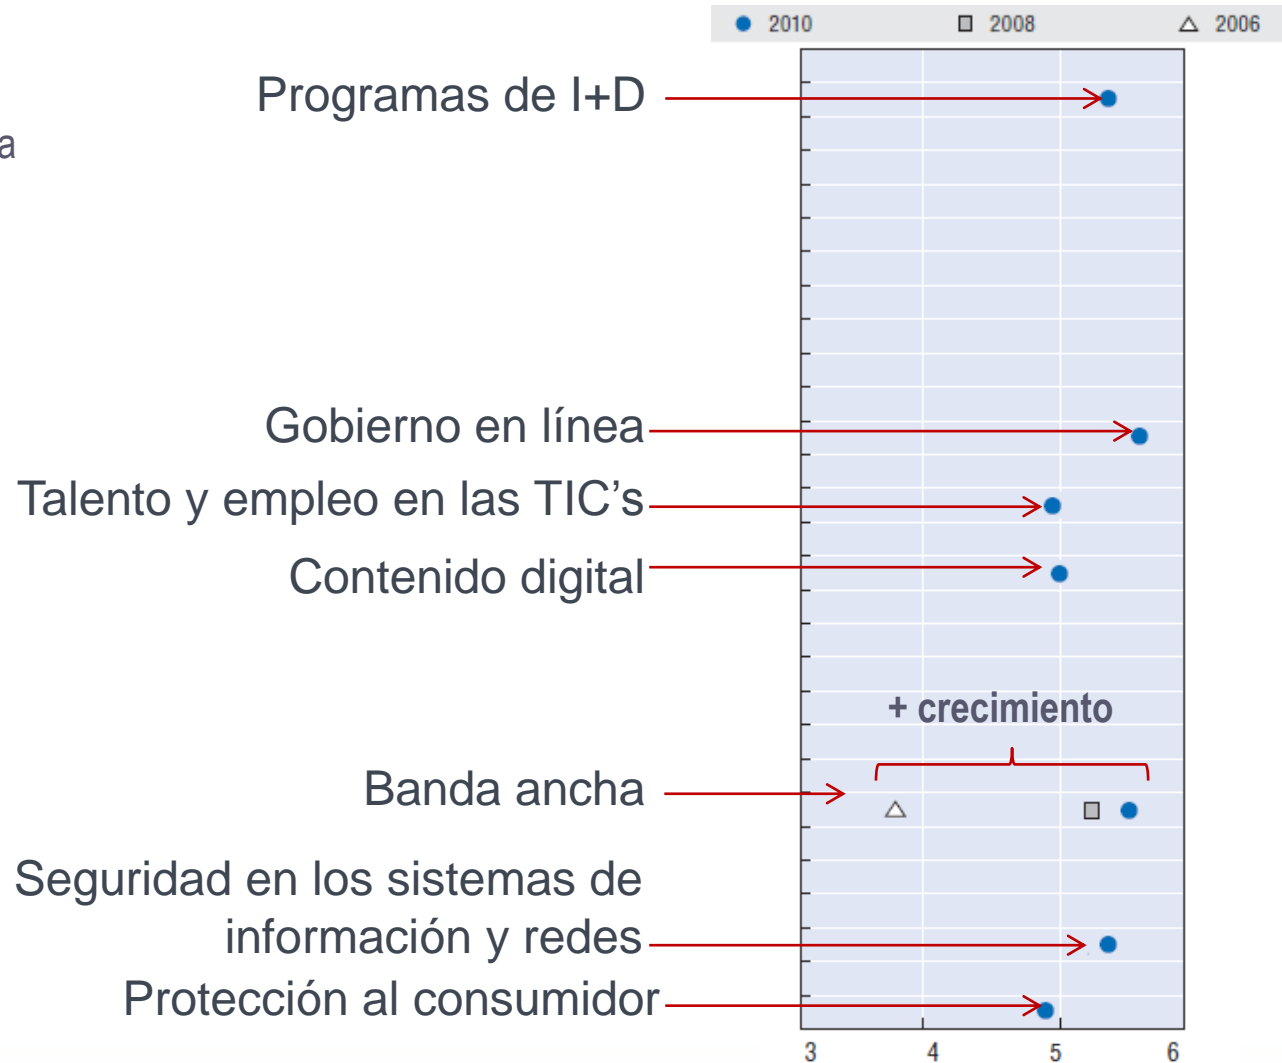 2010 2008 2006
Programas de I+D
a
Gobierno en línea
Talento y empleo en las TIC’s
Contenido digital
+ crecimiento
Banda ancha
Seguridad en los sistemas de
información y redes
Protección al consumidor
3 4 5 6